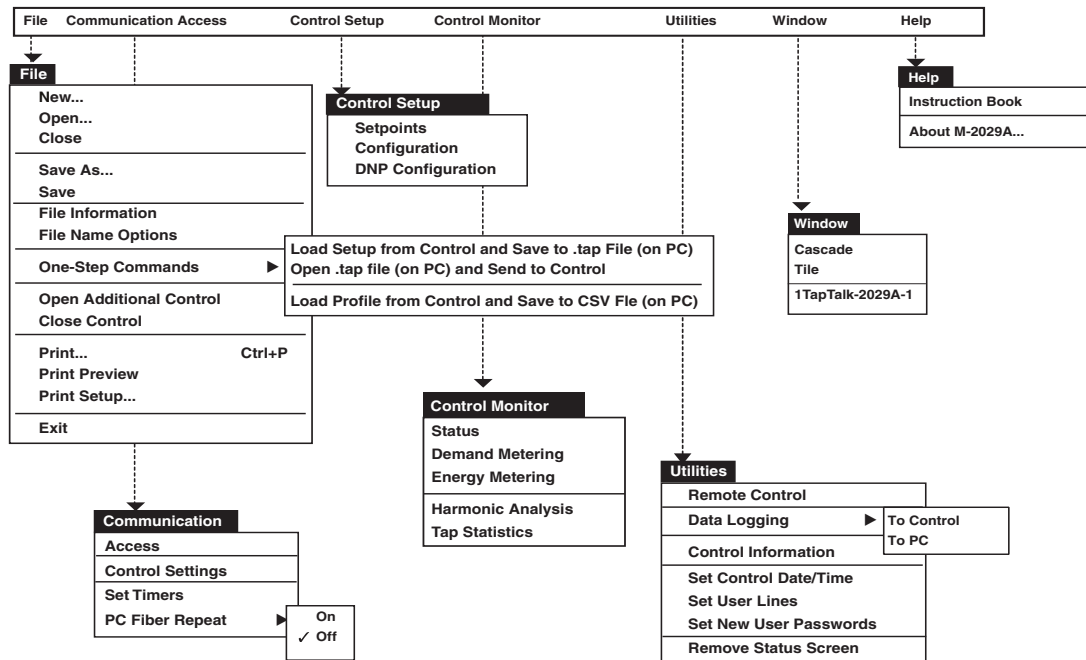 File Communication Access Control Setup Control Monitor Utilities Window Help
File
New...
Open...
Close
Save As...
Save
File Information
File Name Options
One-Step Commands ▶
Open Additional Control
Close Control
Print... Ctrl+P
Print Preview
Print Setup...
Exit
Load Setup from Control and Save to .tap File (on PC)
Open .tap file (on PC) and Send to Control
Load Profile from Control and Save to CSV Fle (on PC)
Communication
Access
Control Settings
Set Timers
PC Fiber Repeat ▶
On
✓ Off
Control Setup
Setpoints
Configuration
DNP Configuration
Control Monitor
Status
Demand Metering
Energy Metering
Harmonic Analysis
Tap Statistics
Utilities
Remote Control
Data Logging ▶
To Control
To PC
Control Information
Set Control Date/Time
Set User Lines
Set New User Passwords
Remove Status Screen
Window
Cascade
Tile
1TapTalk-2029A-1
Help
Instruction Book
About M-2029A...